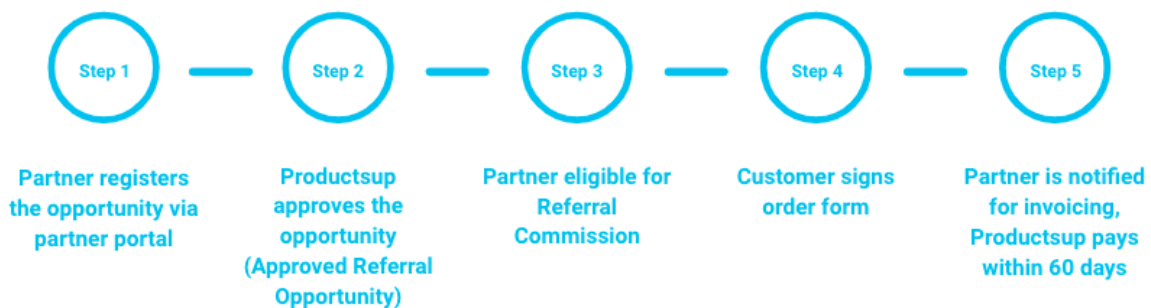 Step 1
Step 2
Step 3
Step 4
Step 5
Partner registers
the opportunity via
partner portal
Productsup
approves the
opportunity
(Approved Referral
Opportunity)
Partner eligible for
Referral
Commission
Customer signs
order form
Partner is notified
for invoicing,
Productsup pays
within 60 days